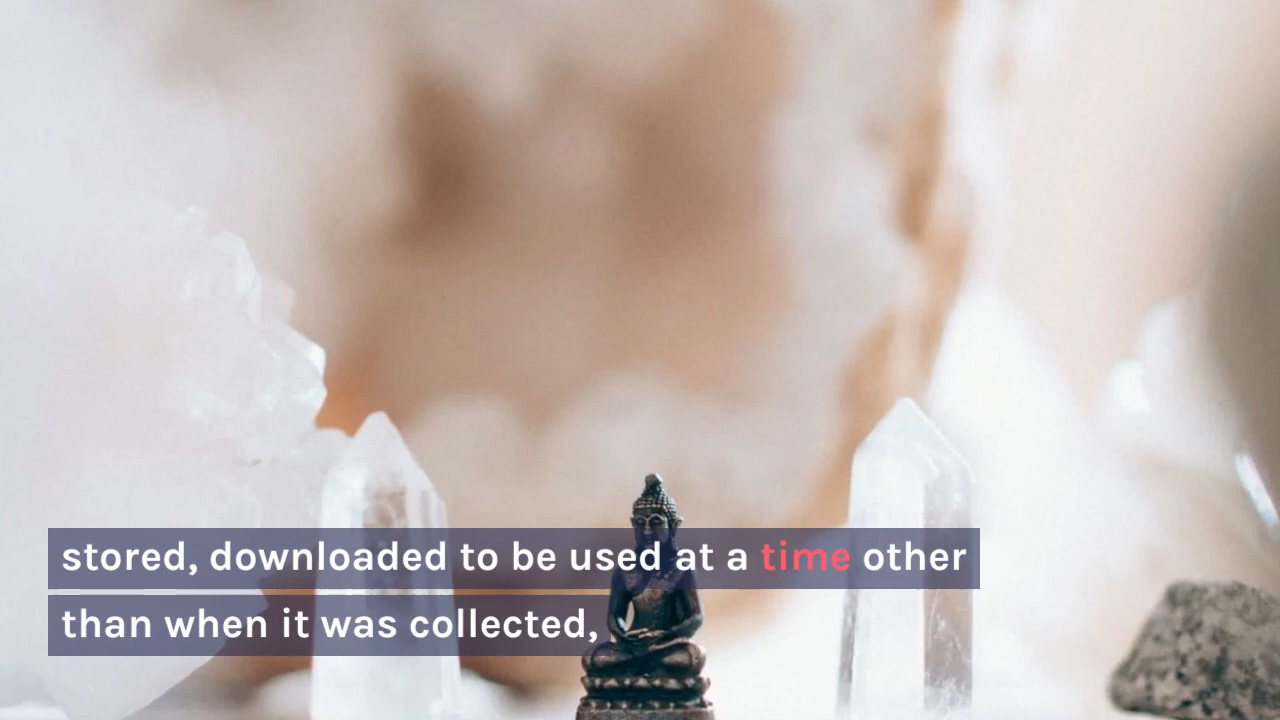 stored, downloaded to be used at a time other
than when it was collected,